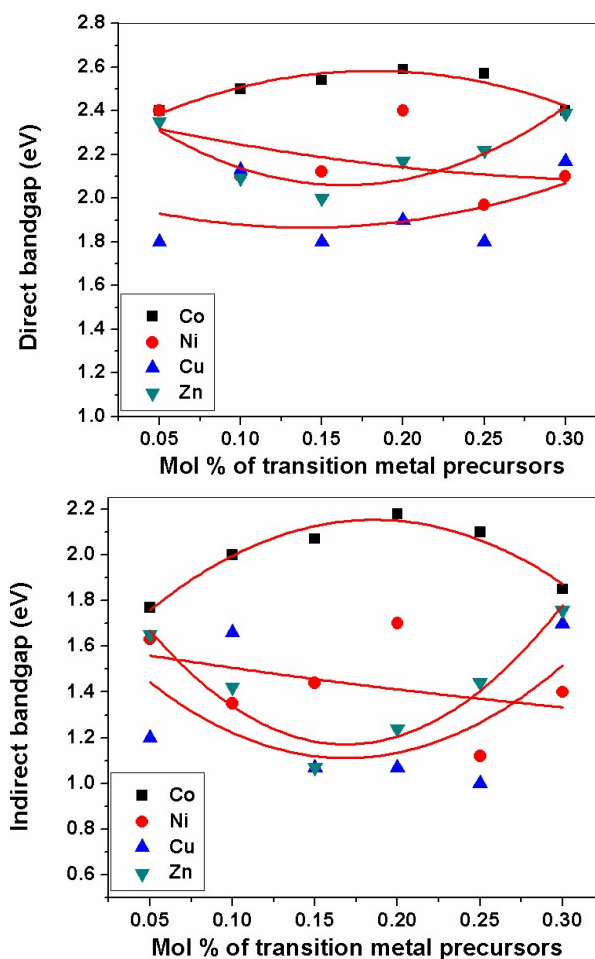 2.8
2.6
2.4
2.2
2.0
1.8
1.6
1.4
1.2
1.0
Direct bandgap (eV)
Co
Ni
Cu
Zn
0.05 0.10 0.15 0.20 0.25 0.30
Mol % of transition metal precursors
2.2
2.0
1.8
1.6
1.4
1.2
1.0
0.8
0.6
Indirect bandgap (eV)
Co
Ni
Cu
Zn
0.05 0.10 0.15 0.20 0.25 0.30
Mol % of transition metal precursors